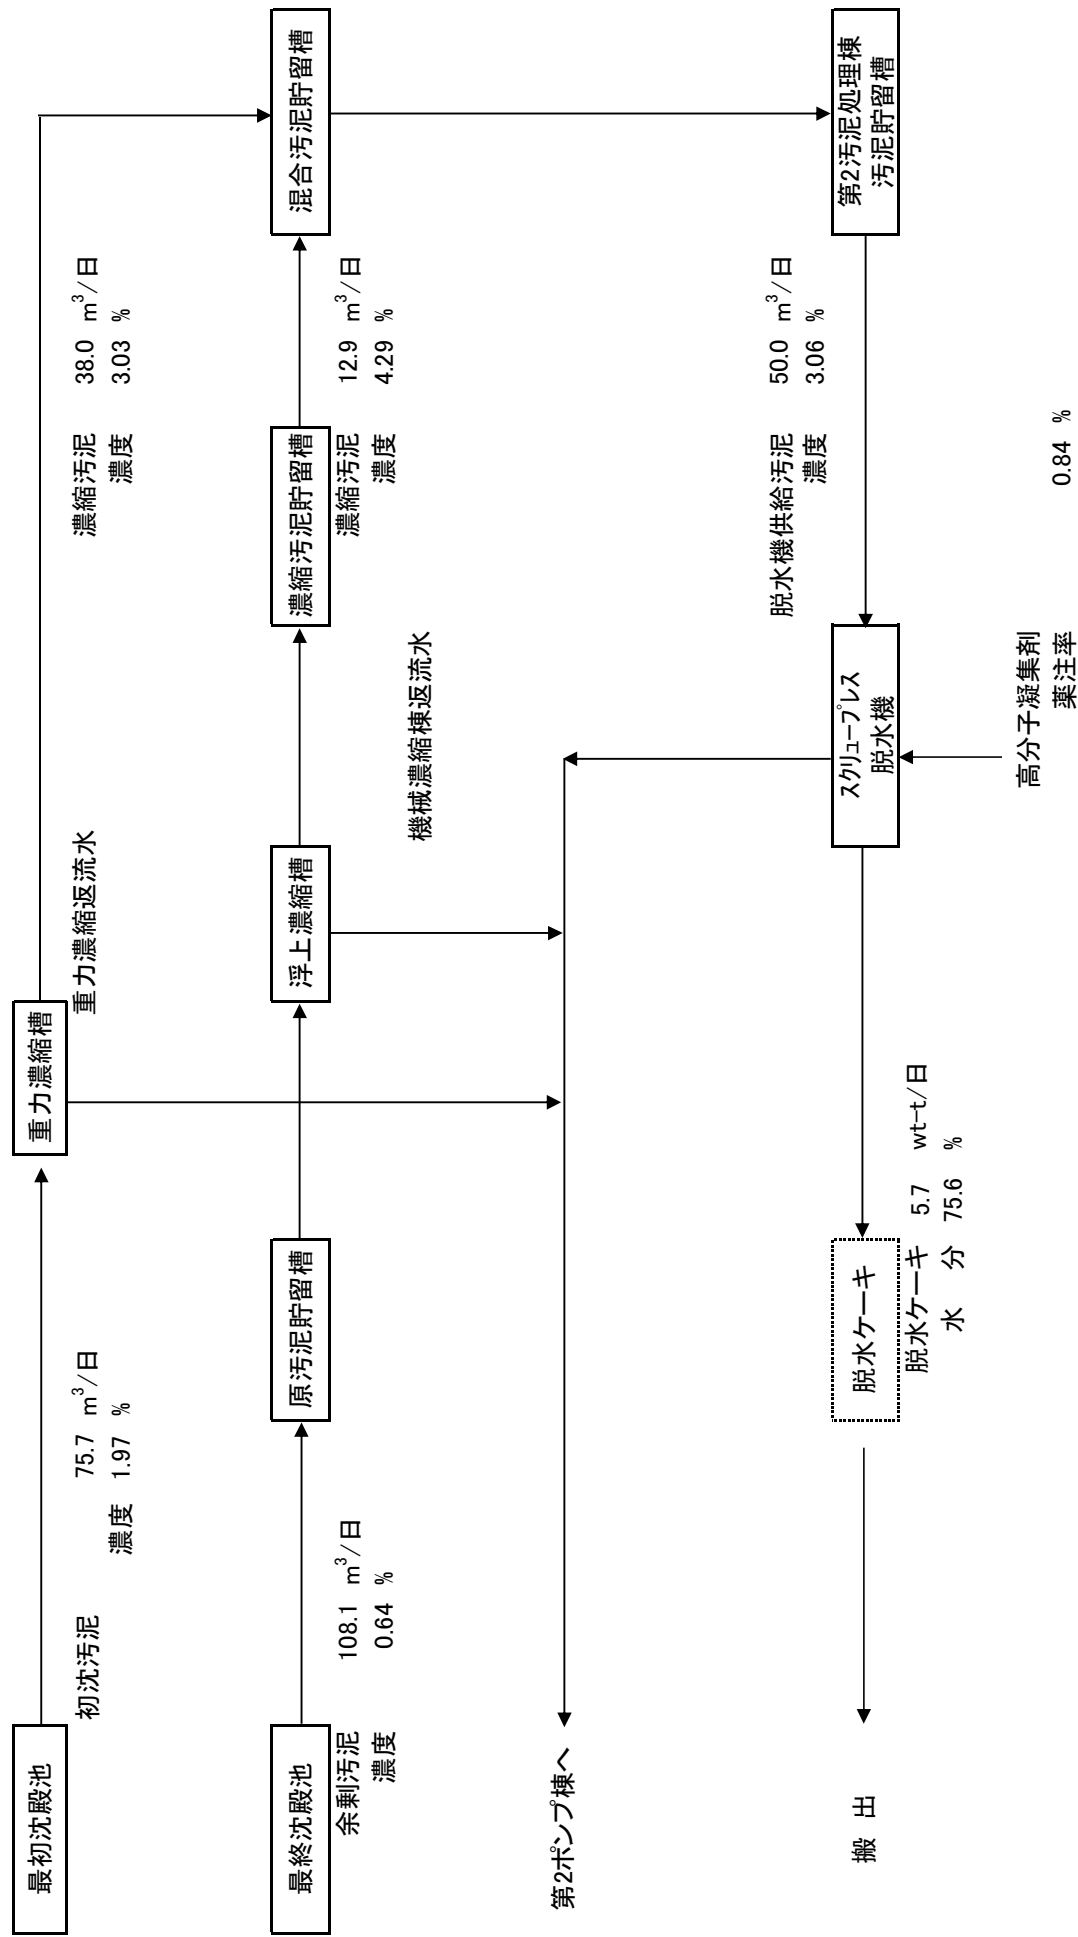 最初沈殿池
初沈汚泥 75.7 m³/日
濃度 1.97 %
重力濃縮槽
重力濃縮返流水
濃縮汚泥 38.0 m³/日
濃度 3.03 %
最終沈殿池
余剰汚泥 108.1 m³/日
濃度 0.64 %
原汚泥貯留槽
浮上濃縮槽
機械濃縮棟返流水
濃縮汚泥貯留槽
濃縮汚泥 12.9 m³/日
濃度 4.29 %
混合汚泥貯留槽
第2ポンプ棟へ
搬 出
脱水ケーキ
脱水ケーキ 5.7 wt-t/日
水 分 75.6 %
スクリュープレス
脱水機
高分子凝集剤
薬注率 0.84 %
脱水機供給汚泥 50.0 m³/日
濃度 3.06 %
第2汚泥処理棟
汚泥貯留槽